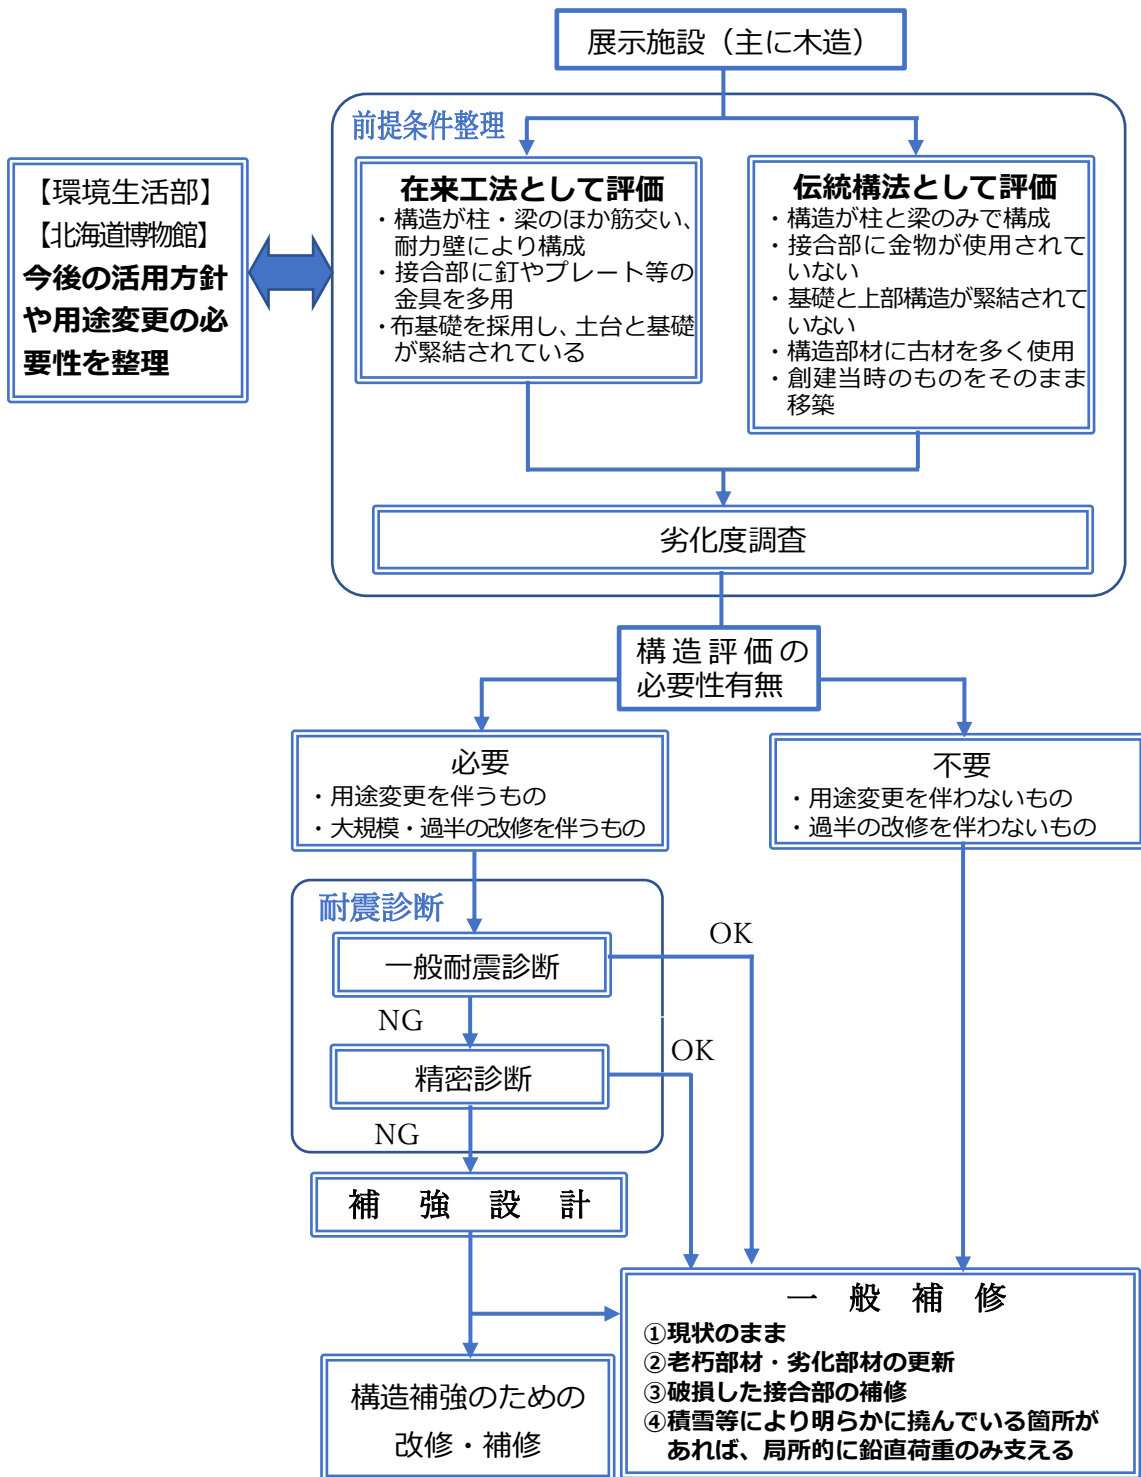 展示施設（主に木造）
前提条件整理
【環境生活部】
【北海道博物館】
今後の活用方針
や用途変更の必
要性を整理
在来工法として評価
・構造が柱・梁のほか筋交い、
耐力壁により構成
・接合部に釘やプレート等の
金具を多用
・布基礎を採用し、土台と基礎
が緊結されている
伝統構法として評価
・構造が柱と梁のみで構成
・接合部に金物が使用されて
いない
・基礎と上部構造が緊結されて
いない
・構造部材に古材を多く使用
・創建当時のものをそのまま
移築
劣化度調査
構造評価の
必要性有無
必要
・用途変更を伴うもの
・大規模・過半の改修を伴うもの
不要
・用途変更を伴わないもの
・過半の改修を伴わないもの
耐震診断
一般耐震診断
OK
NG
精密診断
OK
NG
補強設計
構造補強のための
改修・補修
一般補修
①現状のまま
②老朽部材・劣化部材の更新
③破損した接合部の補修
④積雪等により明らかに撓んでいる箇所が
あれば、局所的に鉛直荷重のみ支える